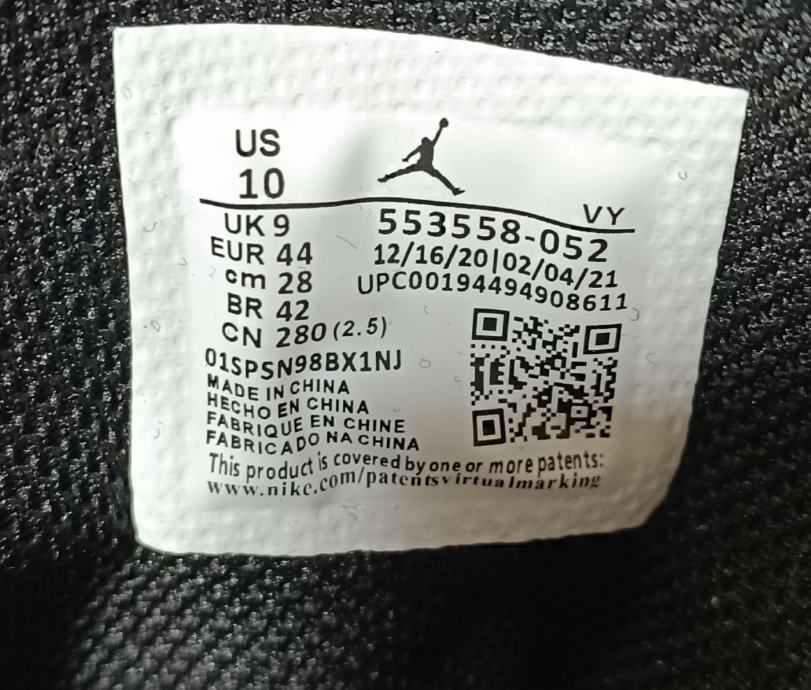 US
10
VY
UK 9
EUR 44
cm 28
BR 42
CN 280 (2.5)
553558-052
12/16/20|02/04/21
UPC00194494908611
01SPSN98BX1NJ
MADE IN CHINA
HECHO EN CHINA
FABRIQUE EN CHINE
FABRICADO NA CHINA
TEL
This product is covered by one or more patents:
www.nike.com/patentsvirtualmarking